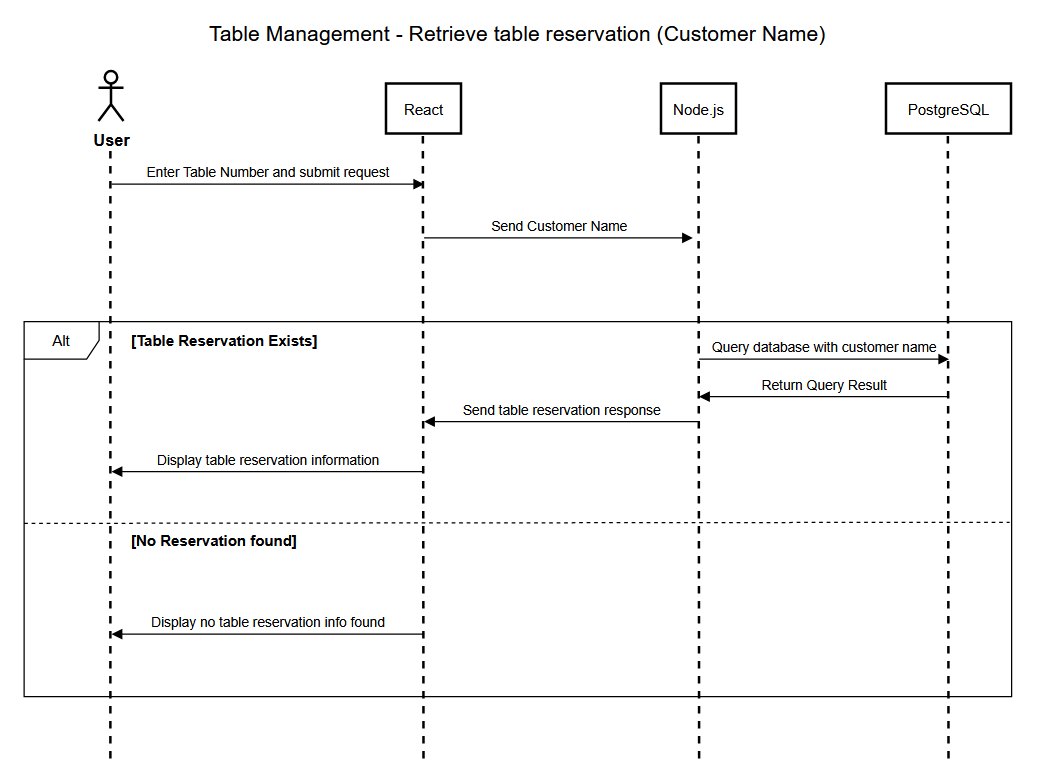 Table Management - Retrieve table reservation (Customer Name)
User
React
Node.js
PostgreSQL
Enter Table Number and submit request
Send Customer Name
Alt
[Table Reservation Exists]
Query database with customer name
Return Query Result
Send table reservation response
Display table reservation information
[No Reservation found]
Display no table reservation info found